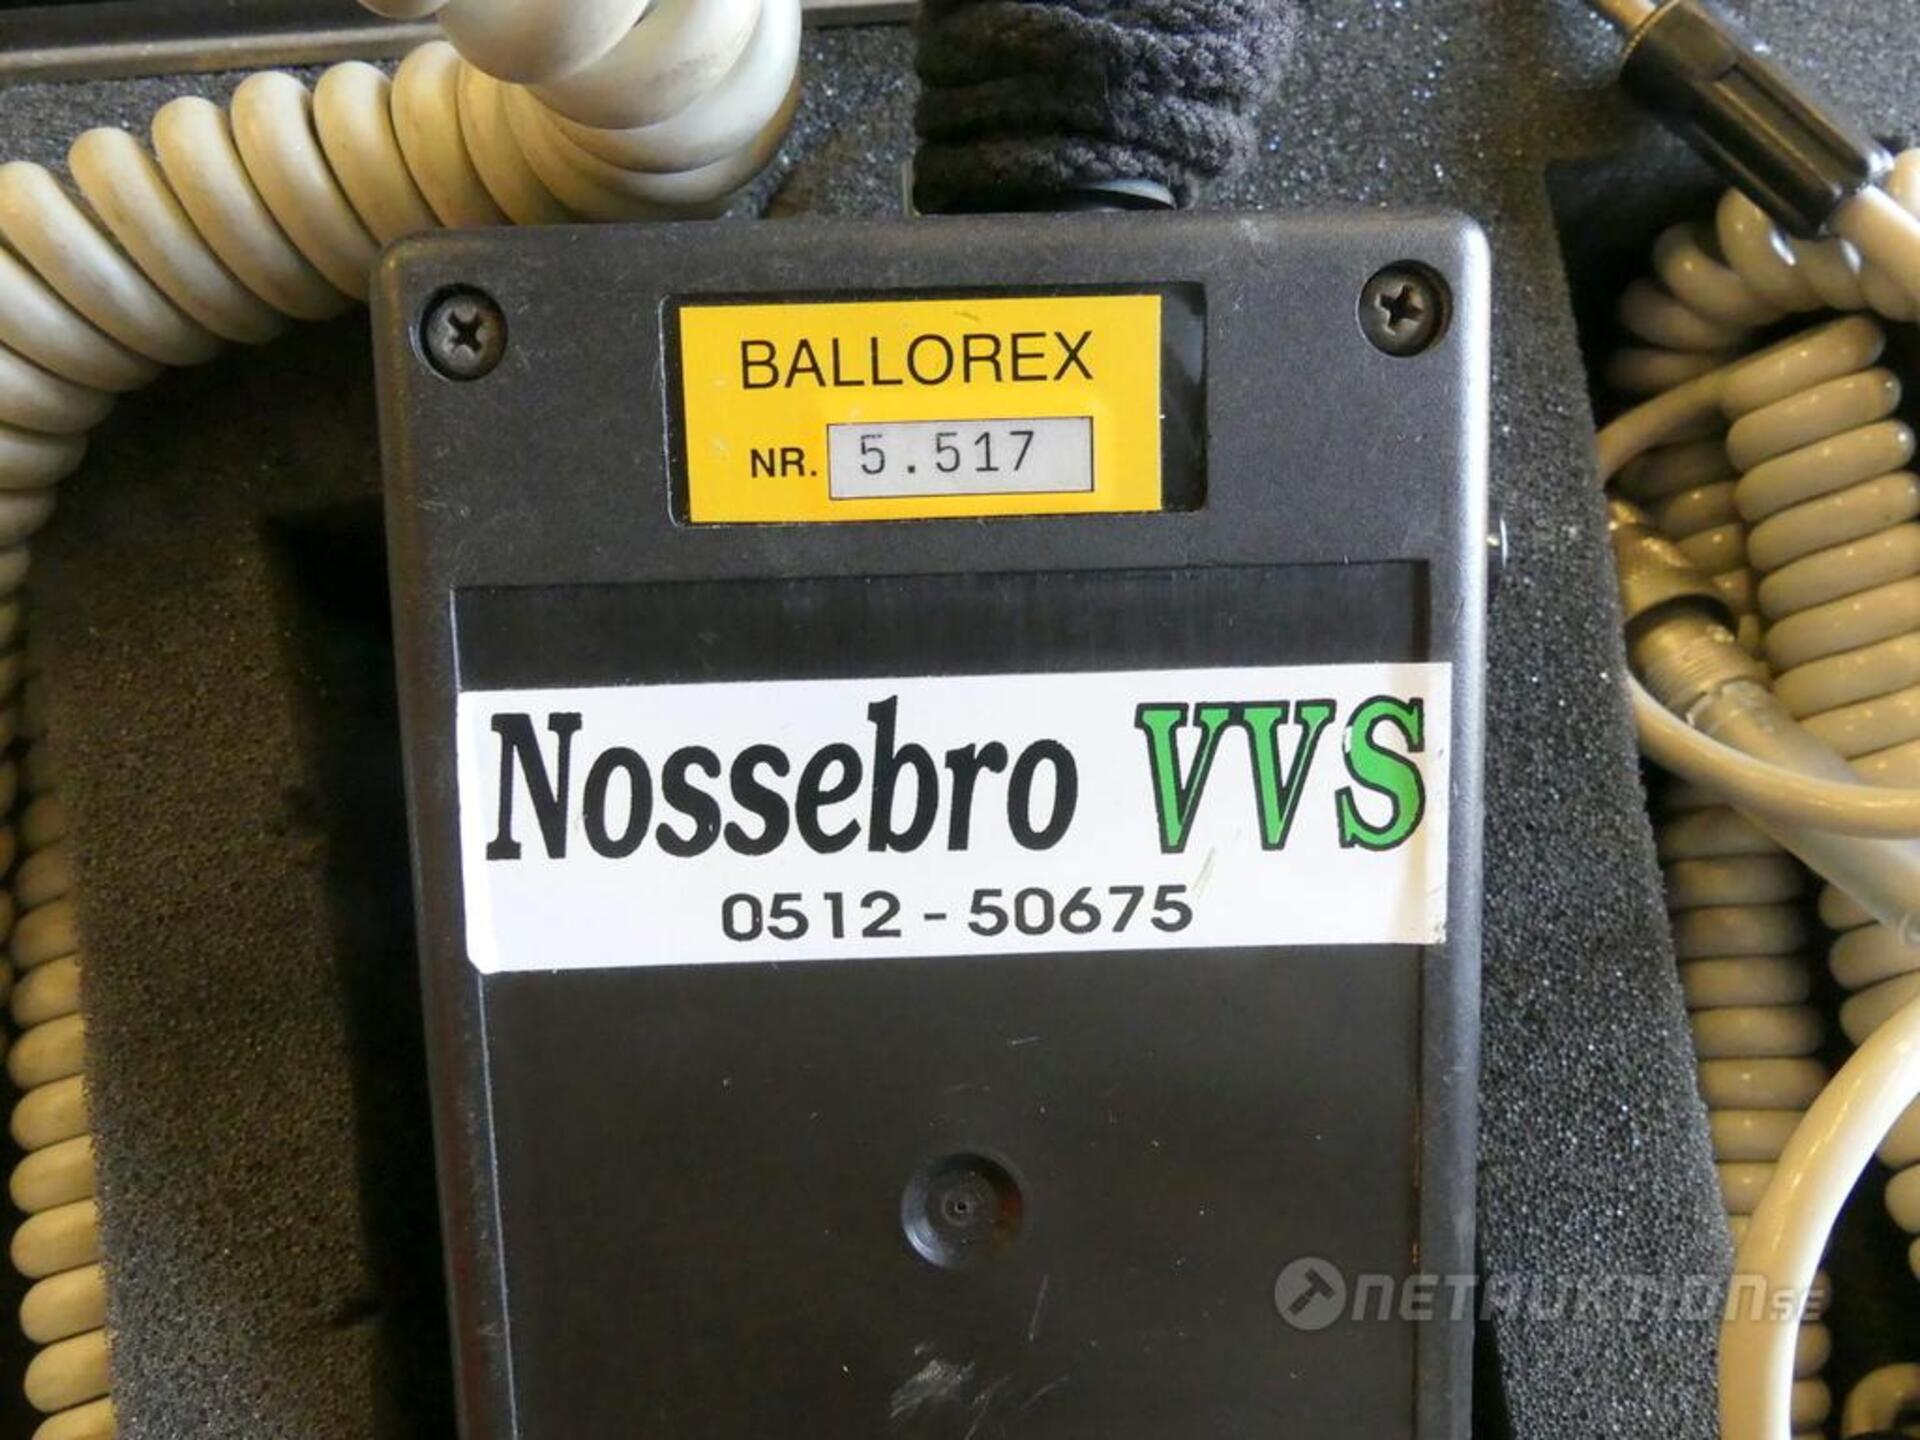 BALLOREX
NR. 5.517
Nossebro VVS
0512 - 50675
NETAUKTION.SE